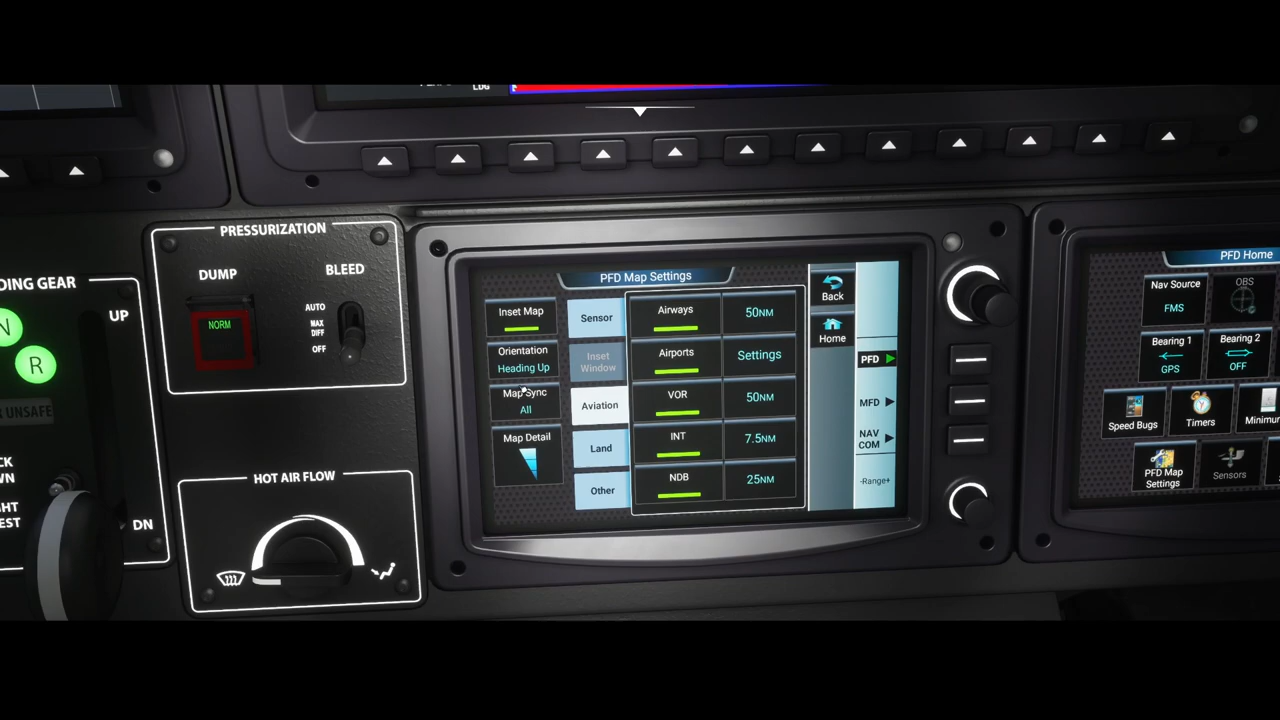 LDG
PRESSURIZATION
DUMP
BLEED
NORM
AUTO
MAX
DIFF
OFF
DING GEAR
UP
N
R
R UNSAFE
CK
WN
GHT
EST
DN
HOT AIR FLOW
PFD Map Settings
Inset Map
Orientation
Heading Up
Map Sync
All
Map Detail
Sensor
Inset
Window
Aviation
Land
Other
Airways
50NM
Airports
Settings
VOR
50NM
INT
7.5NM
NDB
25NM
Back
Home
PFD
MFD
NAV
COM
-Range+
PFD Home
Nav Source
FMS
OBS
Bearing 1
GPS
Bearing 2
OFF
Speed Bugs
Timers
Minimum
PFD Map
Settings
Sensors